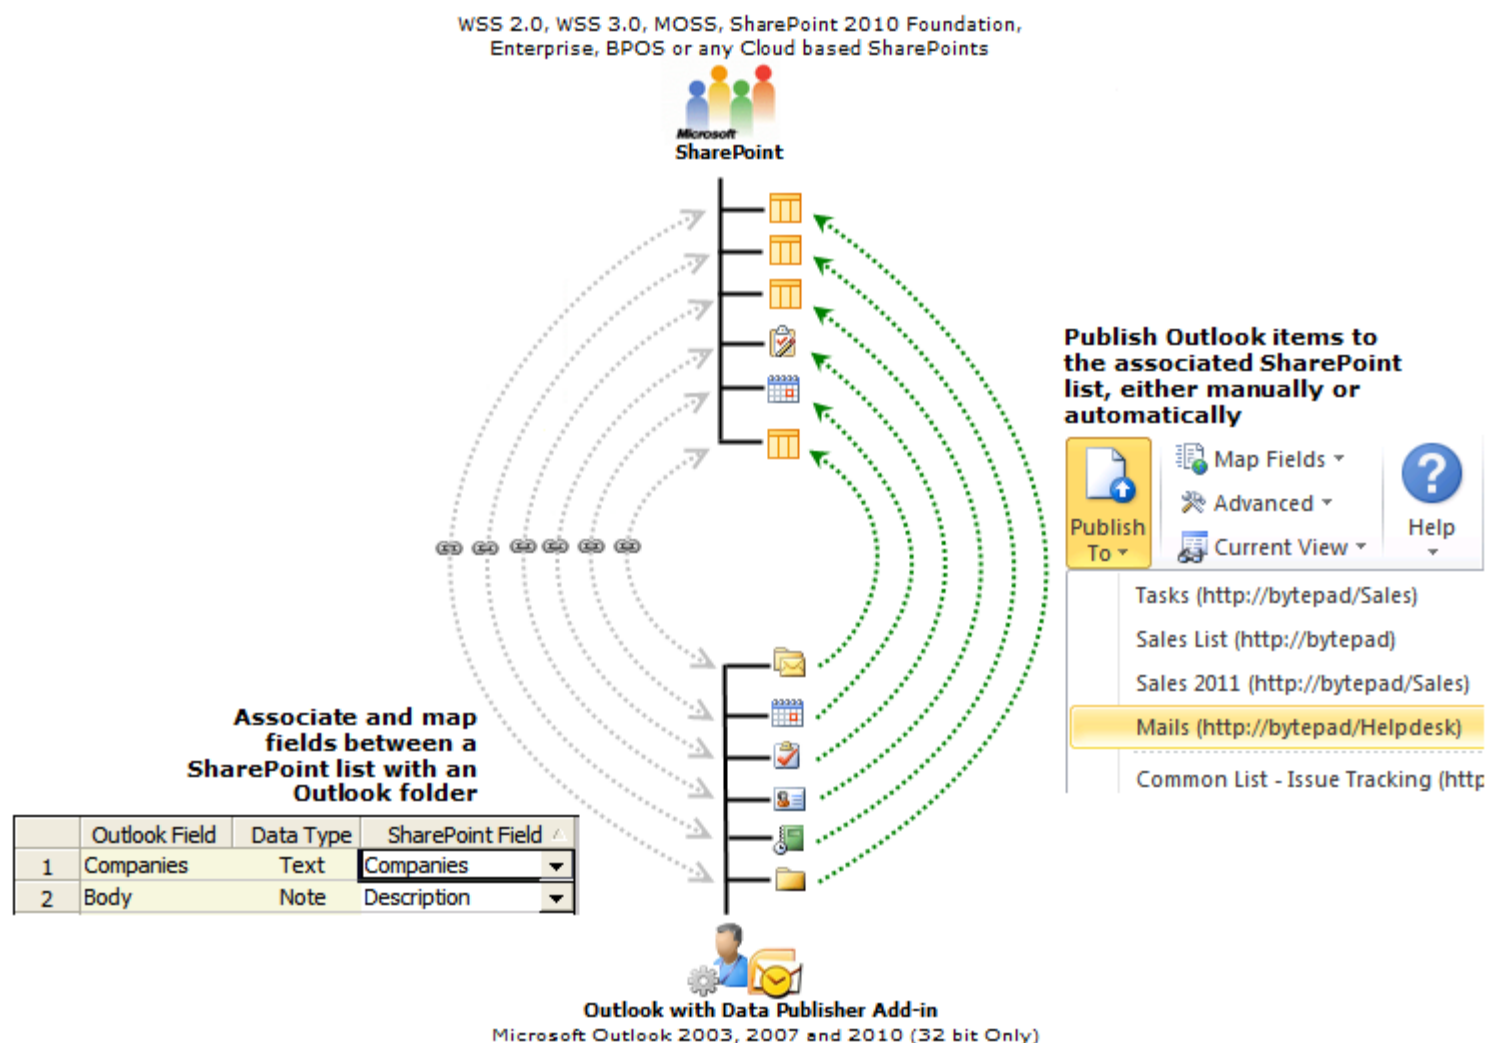 WSS 2.0, WSS 3.0, MOSS, SharePoint 2010 Foundation,
Enterprise, BPOS or any Cloud based SharePoints
Microsoft
SharePoint
Publish Outlook items to
the associated SharePoint
list, either manually or
automatically
Publish
To
Map Fields
Advanced
Current View
Help
Tasks (http://bytepad/Sales)
Sales List (http://bytepad)
Sales 2011 (http://bytepad/Sales)
Mails (http://bytepad/Helpdesk)
Common List - Issue Tracking (http
Associate and map
fields between a
SharePoint list with an
Outlook folder
Outlook Field Data Type SharePoint Field
1 Companies Text Companies
2 Body Note Description
Outlook with Data Publisher Add-in
Microsoft Outlook 2003, 2007 and 2010 (32 bit Only)